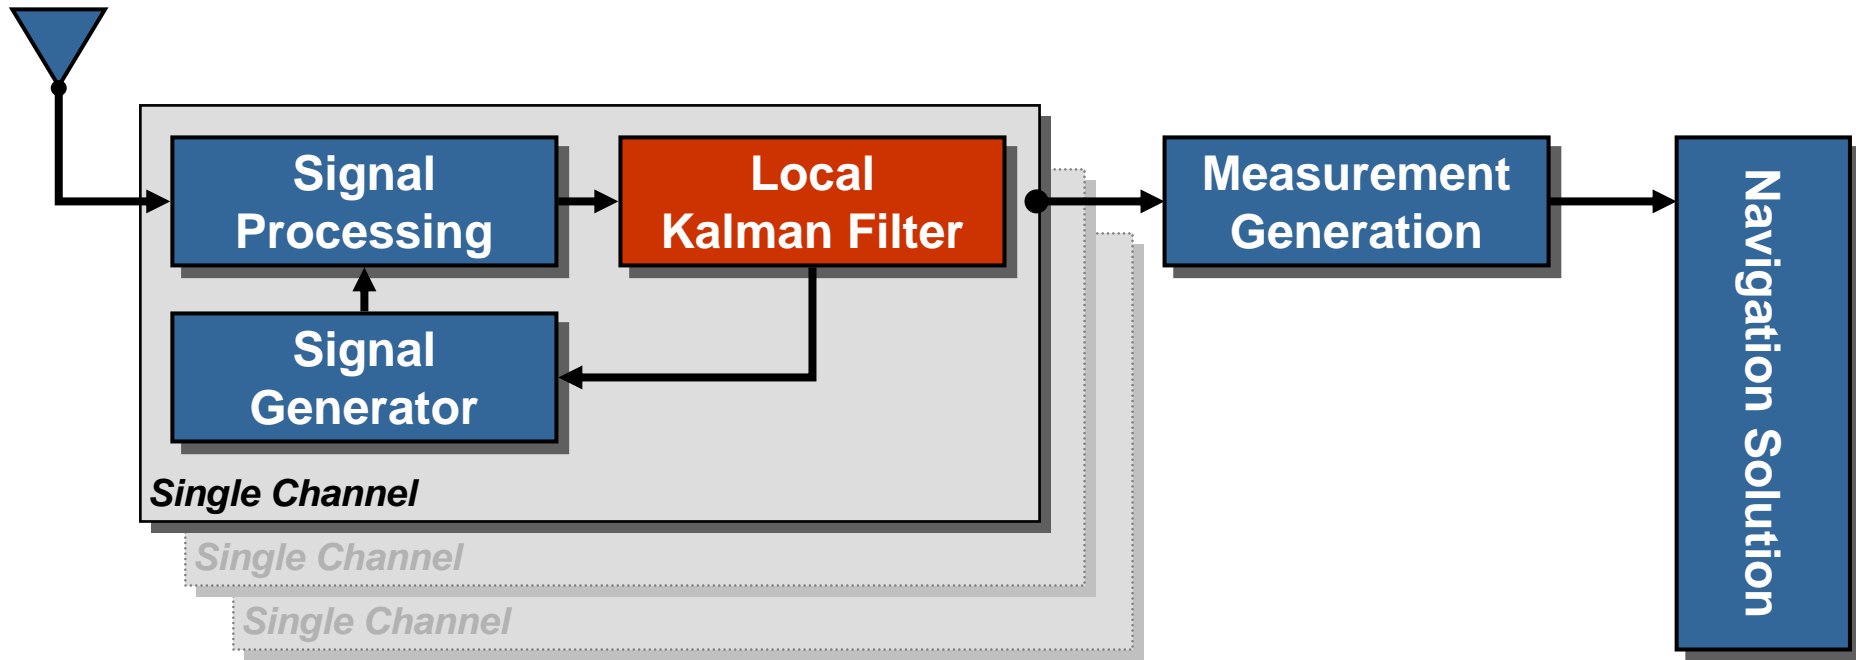 Signal
Processing
Local
Kalman Filter
Measurement
Generation
Navigation Solution
Signal
Generator
Single Channel
Single Channel
Single Channel